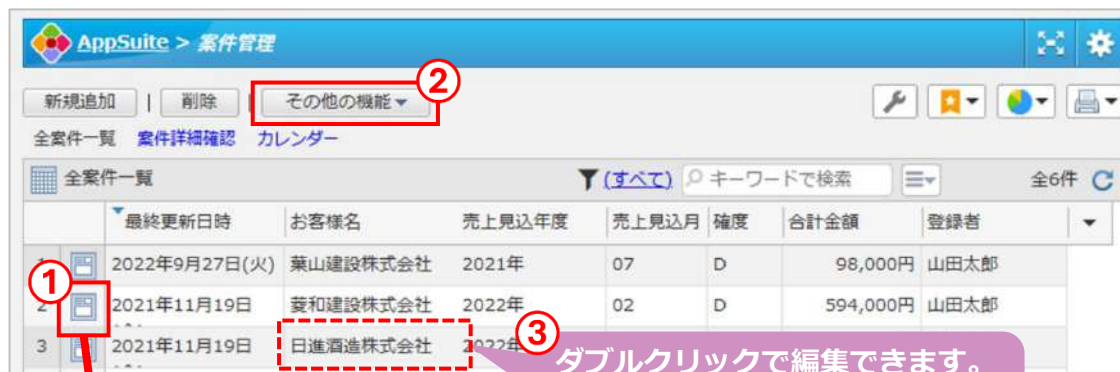 AppSuite > 案件管理
②
新規追加 | 削除 | その他の機能
全案件一覧 案件詳細確認 カレンダー
全案件一覧 (すべて) キーワードで検索 全6件
最終更新日時 お客様名 売上見込年度 売上見込月 確度 合計金額 登録者
2022年9月27日(火) 葉山建設株式会社 2021年 07 D 98,000円 山田太郎
①
2 2021年11月19日 菱和建設株式会社 2022年 02 D 594,000円 山田太郎
③
3 2021年11月19日 日進酒造株式会社 2022年
ダブルクリックで編集できます。